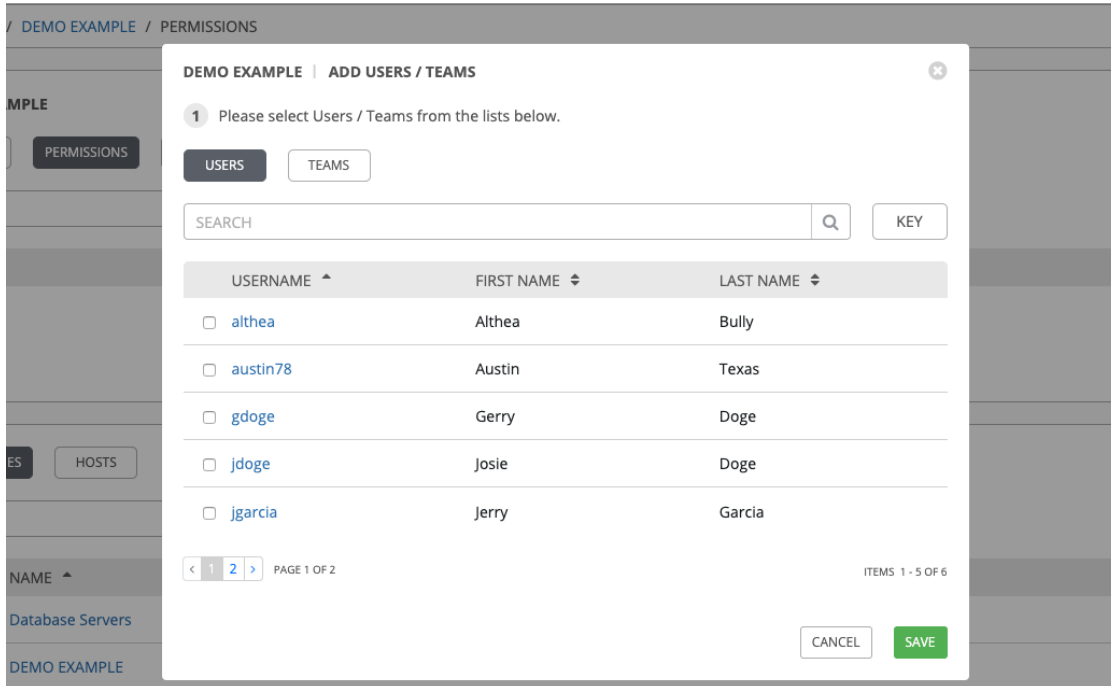 / DEMO EXAMPLE / PERMISSIONS
DEMO EXAMPLE | ADD USERS / TEAMS
1 Please select Users / Teams from the lists below.
PERMISSIONS
USERS TEAMS
SEARCH KEY
USERNAME FIRST NAME LAST NAME
althea Althea Bully
austin78 Austin Texas
gdoge Gerry Doge
jdoge Josie Doge
HOSTS
jgarcia Jerry Garcia
< 1 2 > PAGE 1 OF 2 ITEMS 1 - 5 OF 6
NAME
Database Servers
CANCEL SAVE
DEMO EXAMPLE